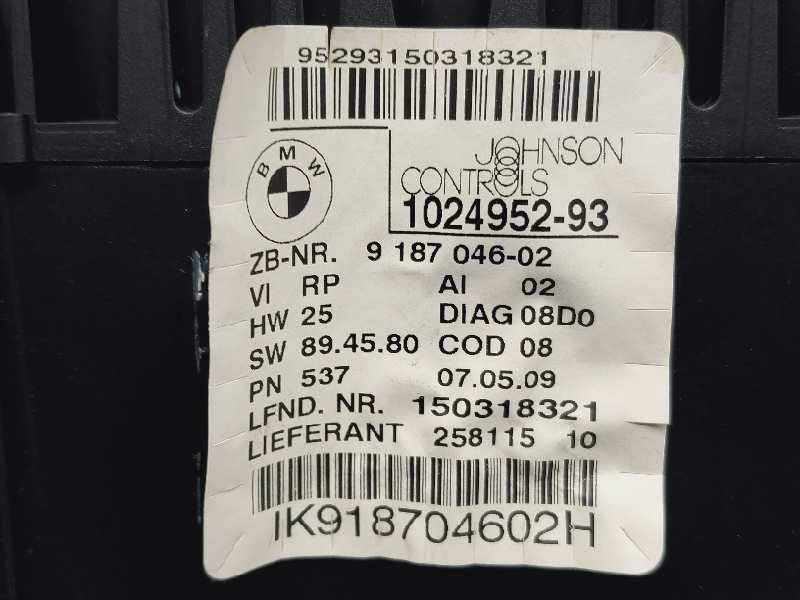 95293150318321
BMW
JOHNSON
CONTROLS
1024952-93
ZB-NR. 9 187 046-02
VI RP AI 02
HW 25 DIAG 08D0
SW 89.45.80 COD 08
PN 537 07.05.09
LFND. NR. 150318321
LIEFERANT 258115 10
IK918704602H